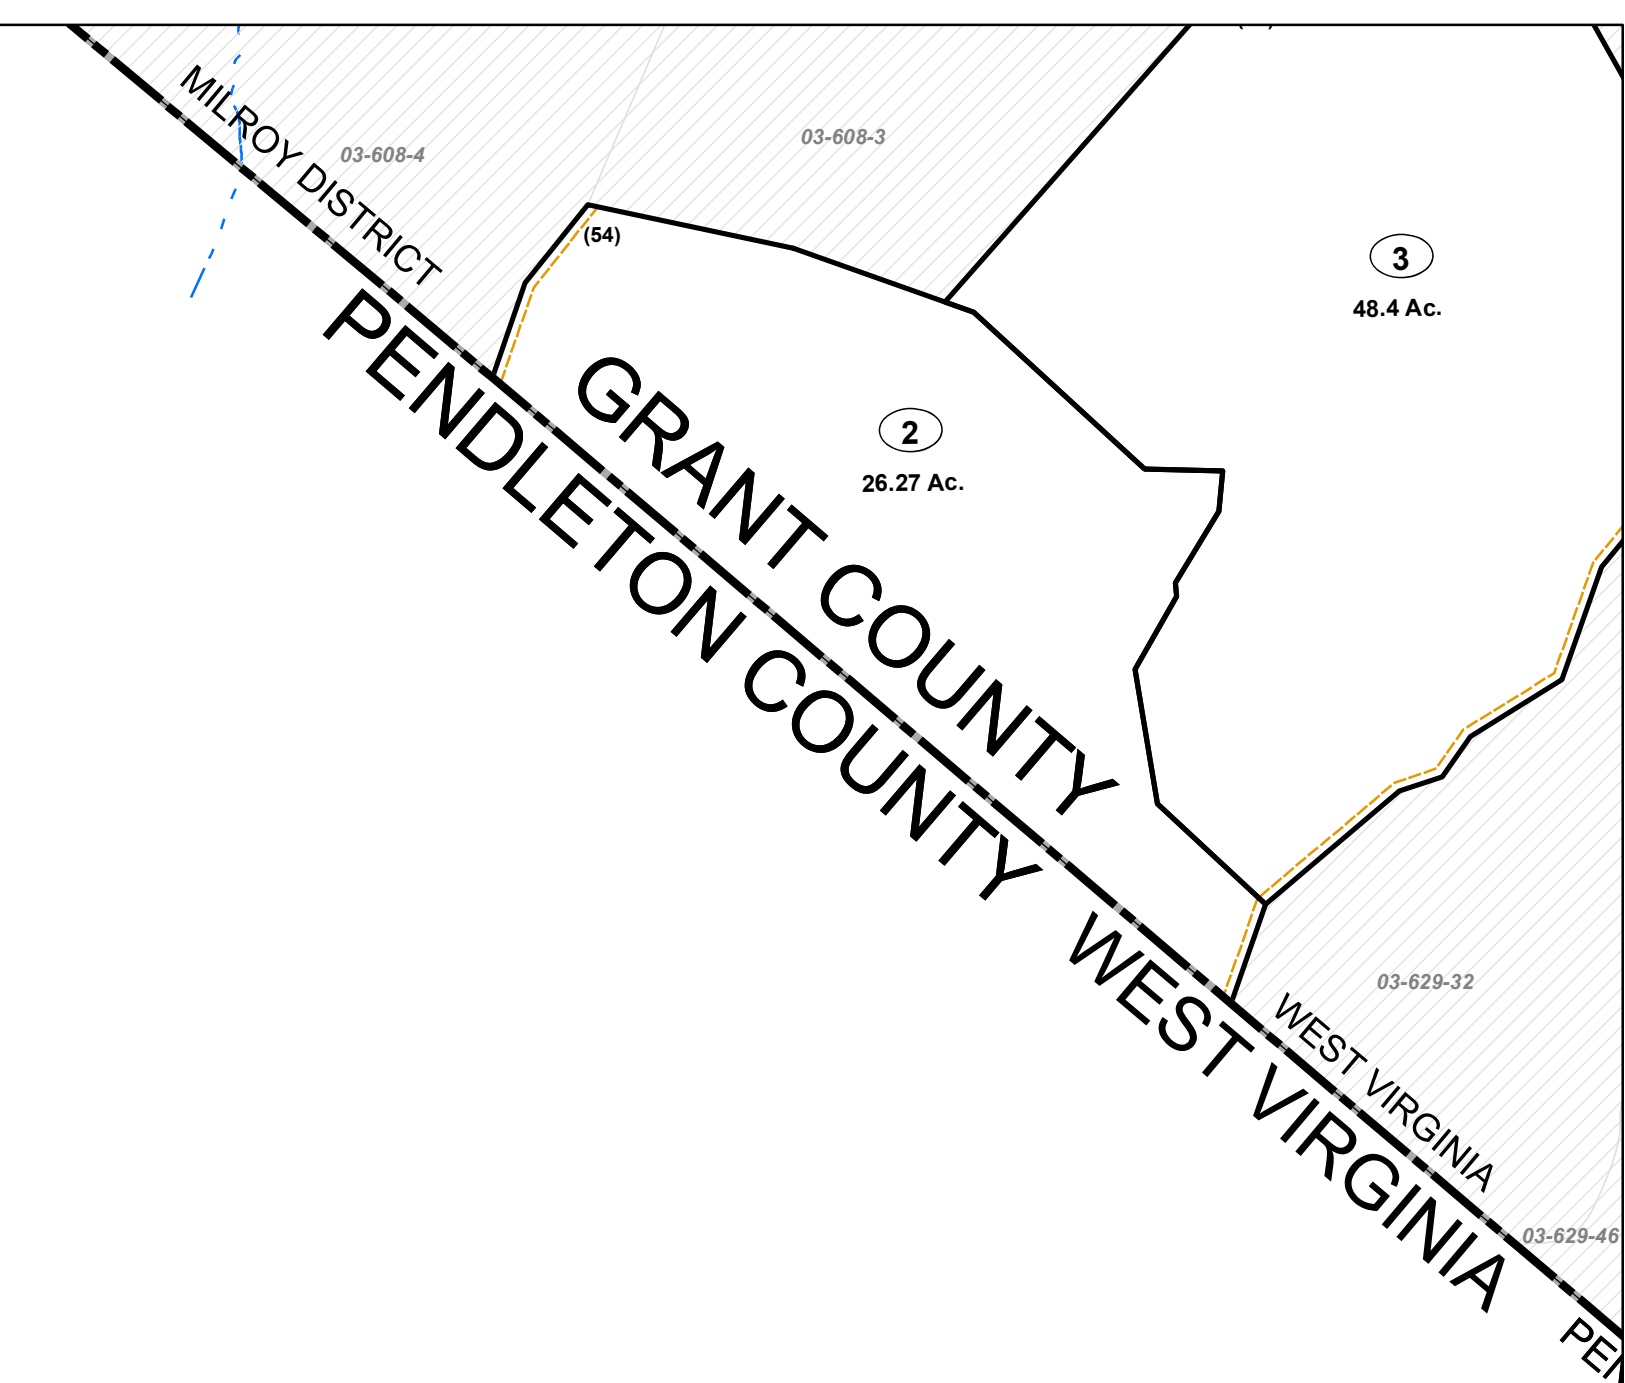 MILROY DISTRICT
03-608-4
03-608-3
(54)
3
48.4 Ac.
2
26.27 Ac.
GRANT COUNTY
PENDLETON COUNTY WEST VIRGINIA
03-629-32
WEST VIRGINIA
03-629-46